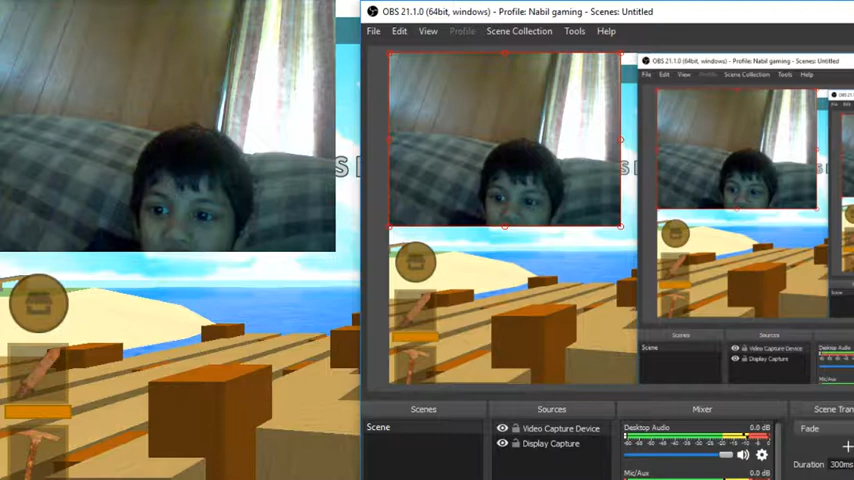 OBS 21.1.0 (64bit, windows) - Profile: Nabil gaming - Scenes: Untitled
File Edit View Profile Scene Collection Tools Help
OBS 21.1.0 (64bit, windows) - Profile: Nabil gaming - Scenes: Untitled
File Edit View Profile Scene Collection Tools Help
Scenes Sources
Scene
Video Capture Device
Display Capture
Desktop Audio
Mic/Aux
Scenes Sources Mixer Scene Tran
Scene
Video Capture Device
Display Capture
Desktop Audio 0.0 dB
Mic/Aux 0.0 dB
Fade
Duration 300ms